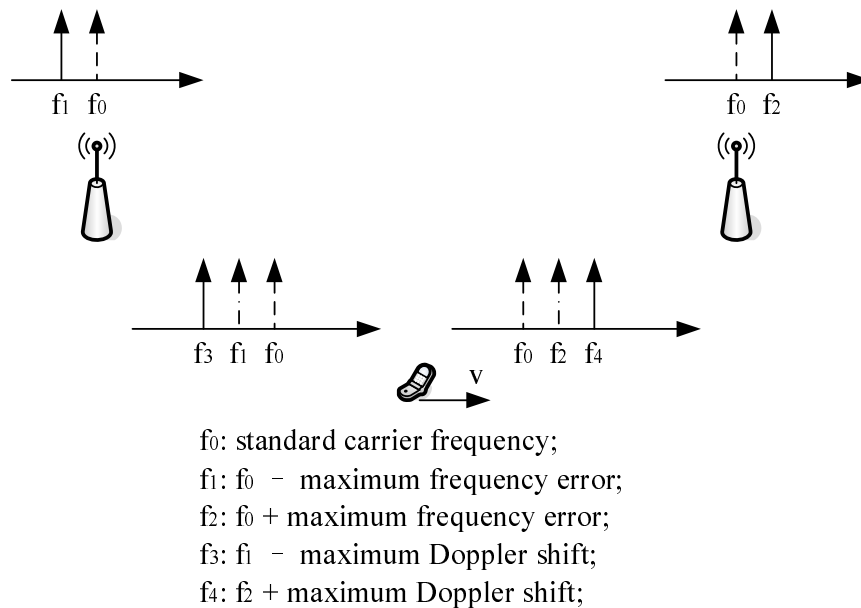 f1 f0
f0 f2
f3 f1 f0
f0 f2 f4
v
f0: standard carrier frequency;
f1: f0 - maximum frequency error;
f2: f0 + maximum frequency error;
f3: f1 - maximum Doppler shift;
f4: f2 + maximum Doppler shift;